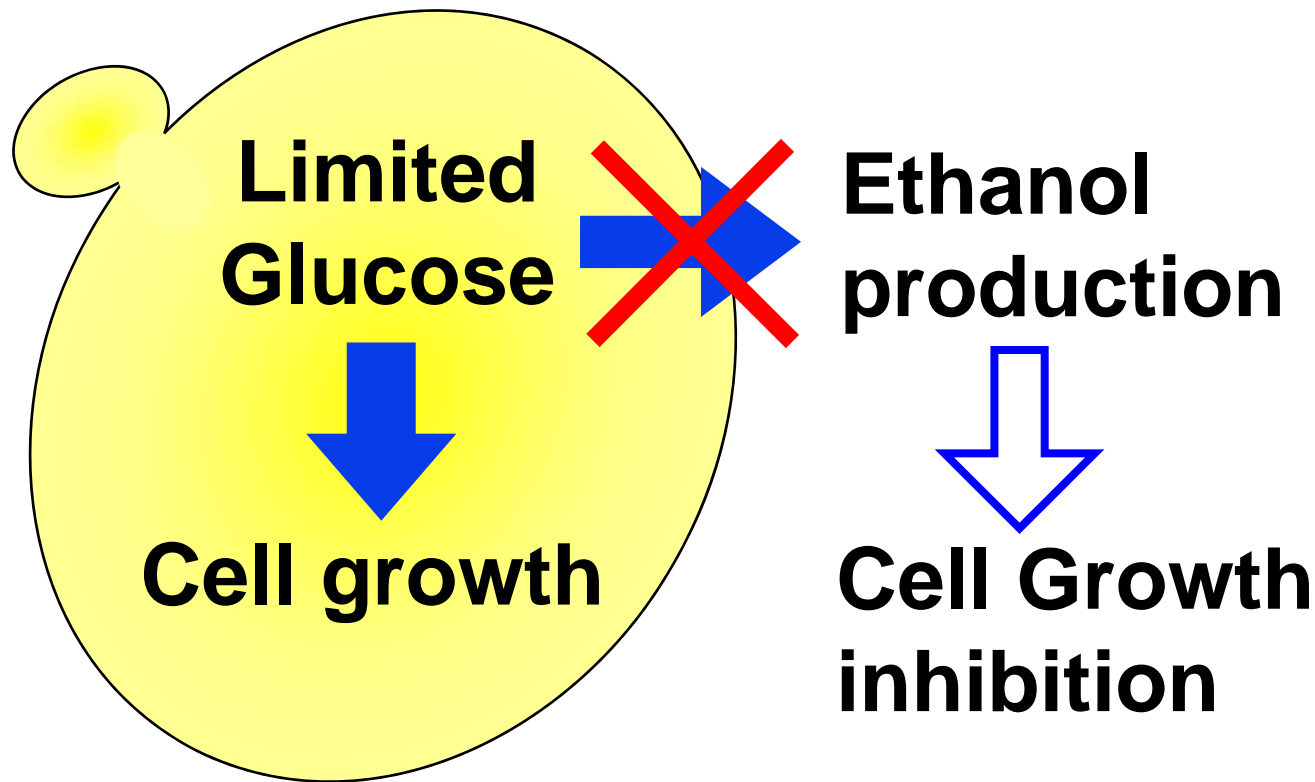 Limited
Glucose
Ethanol
production
Cell growth
Cell Growth
inhibition